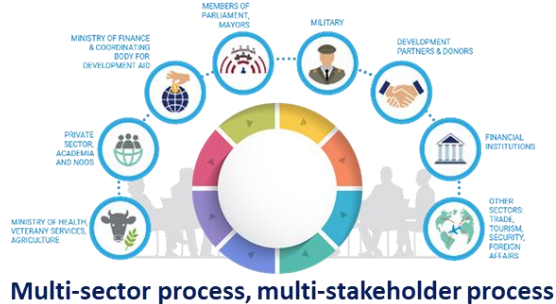 MEMBERS OF
PARLIAMENT,
MAYORS
MILITARY
MINISTRY OF FINANCE
& COORDINATING
BODY FOR
DEVELOPMENT AID
DEVELOPMENT
PARTNERS & DONORS
PRIVATE
SECTOR,
ACADEMIA
AND NGOS
FINANCIAL
INSTITUTIONS
MINISTRY OF HEALTH,
VETERANY SERVICES,
AGRICULTURE
OTHER
SECTORS:
TRADE,
TOURISM,
SECURITY,
FOREIGN
AFFAIRS
Multi-sector process, multi-stakeholder process